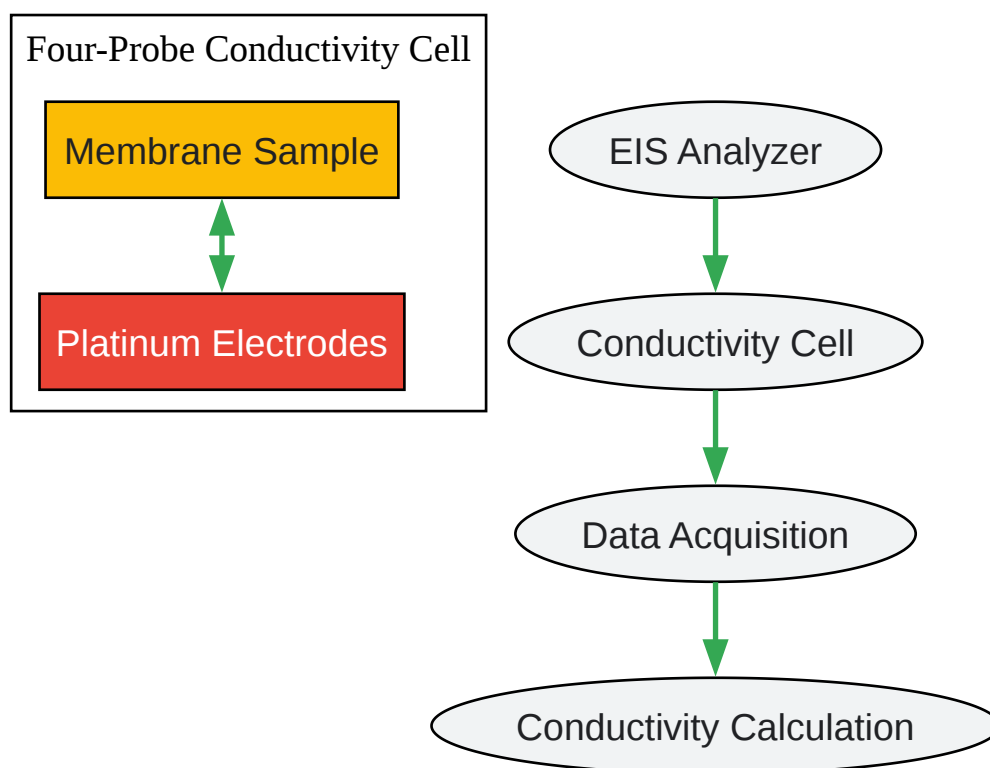 Four-Probe Conductivity Cell
Membrane Sample
Platinum Electrodes
EIS Analyzer
Conductivity Cell
Data Acquisition
Conductivity Calculation